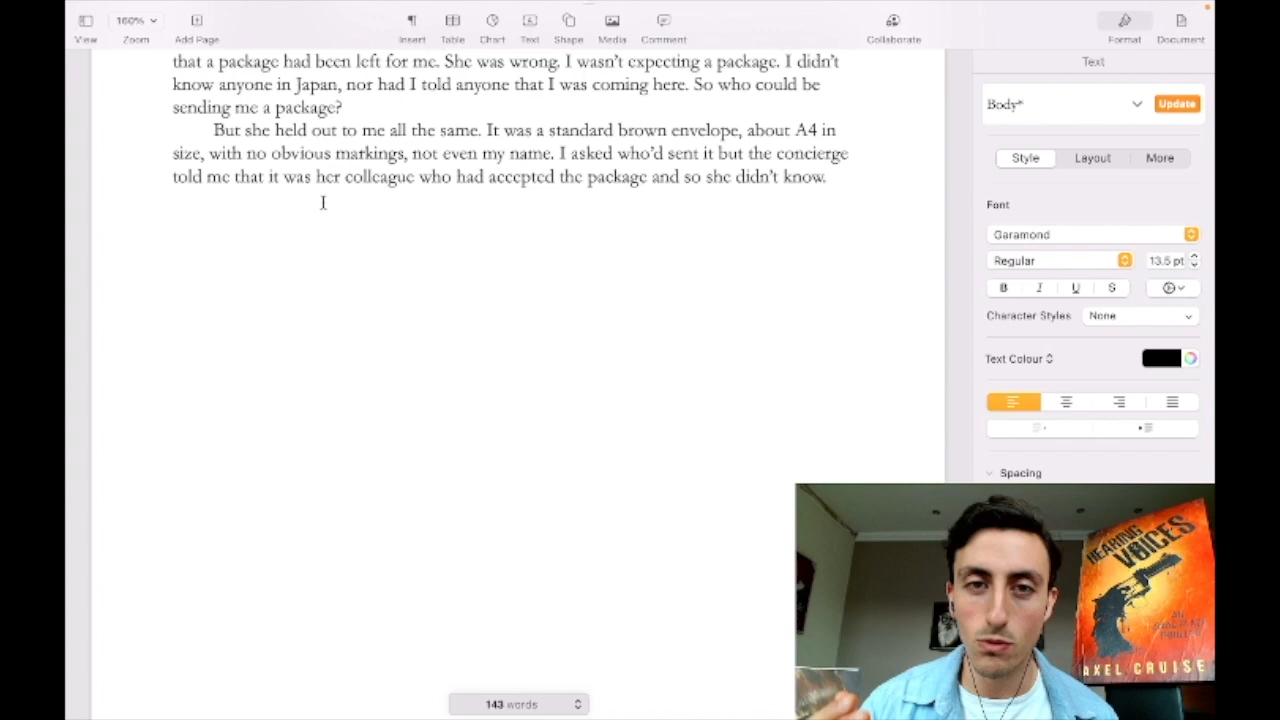 160%
View
Zoom
Add Page
Insert
Table
Chart
Text
Shape
Media
Comment
Collaborate
Format
Document
that a package had been left for me. She was wrong. I wasn't expecting a package. I didn't
know anyone in Japan, nor had I told anyone that I was coming here. So who could be
sending me a package?
But she held out to me all the same. It was a standard brown envelope, about A4 in
size, with no obvious markings, not even my name. I asked who'd sent it but the concierge
told me that it was her colleague who had accepted the package and so she didn't know.
143 words
Text
Body*
Update
Style
Layout
More
Font
Garamond
Regular
13.5 pt
B I U S
Character Styles
None
Text Colour
Spacing
HEARING
VOICES
AN
THRILLER
AXEL CRUISE